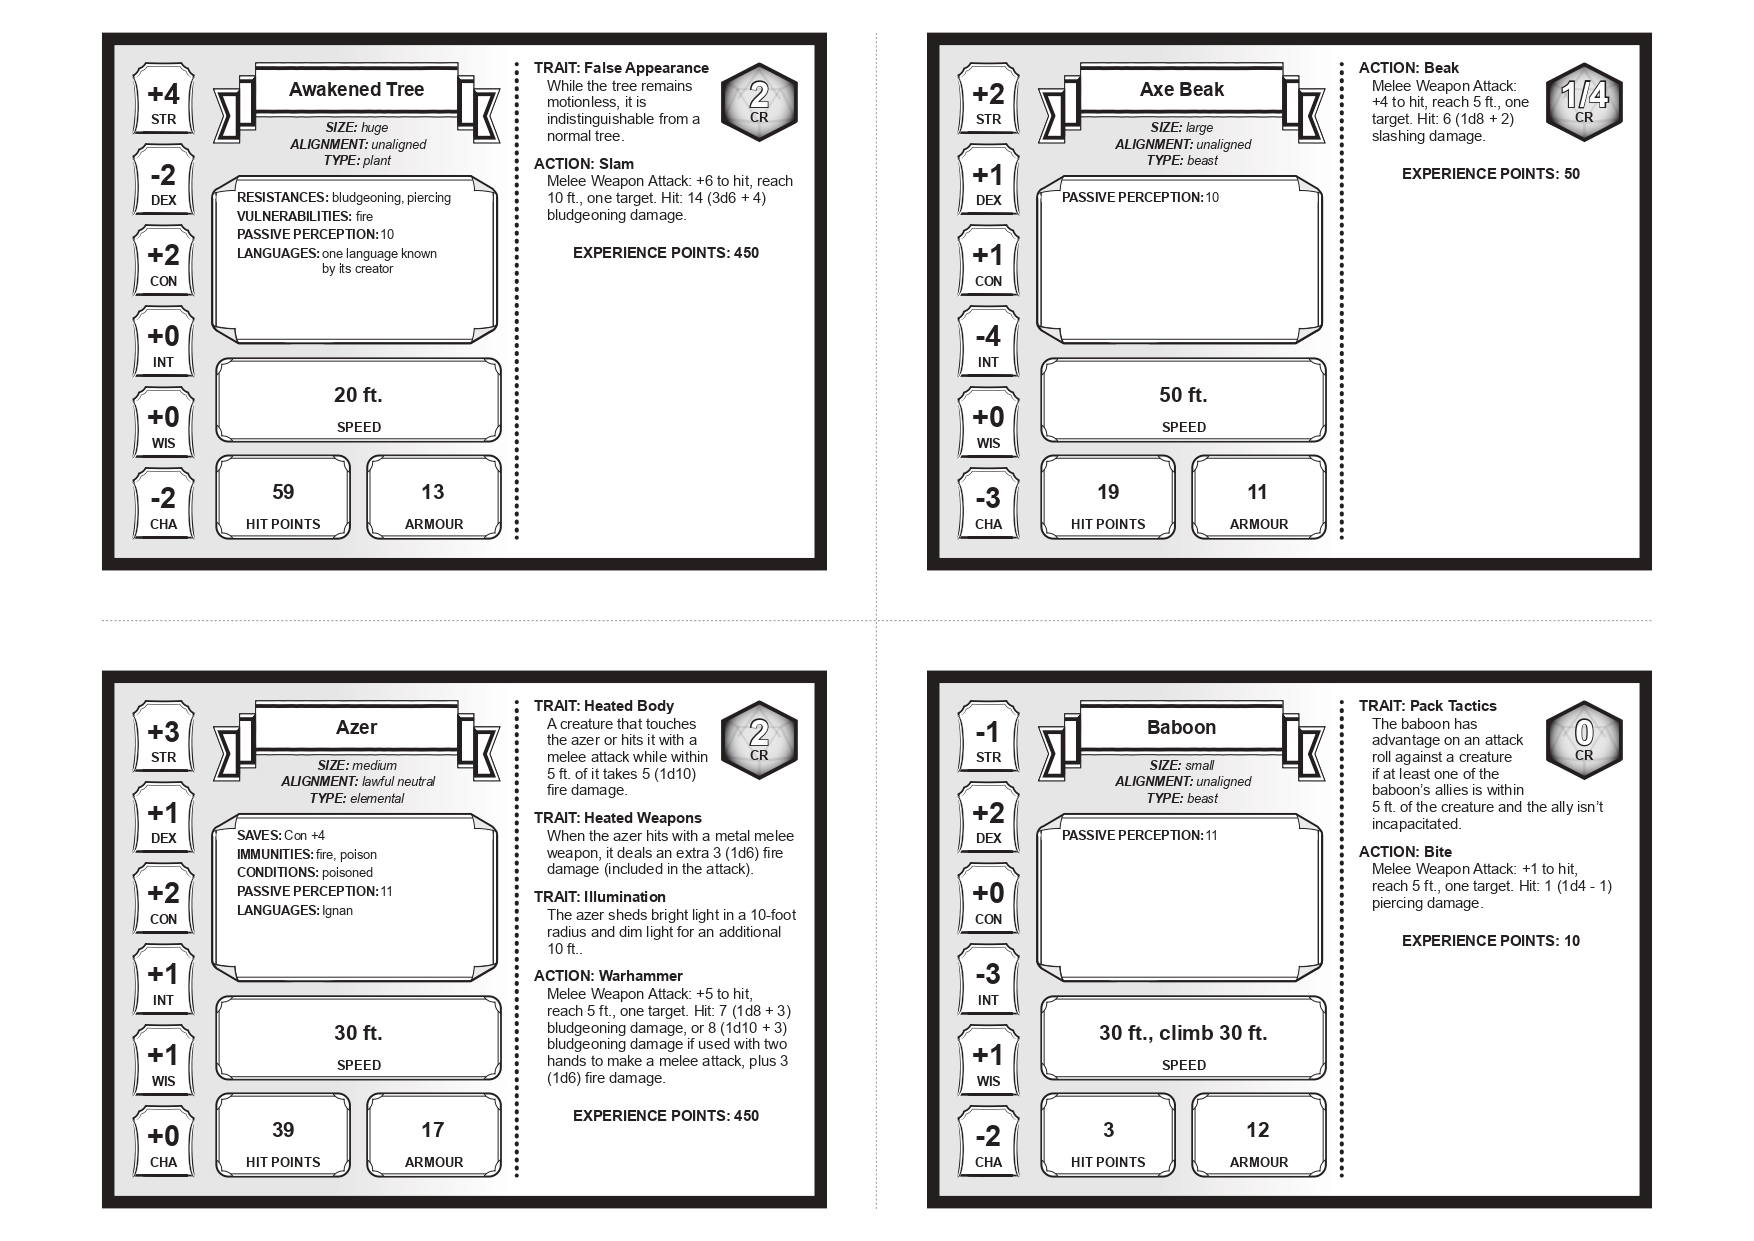 +4
STR
-2
DEX
+2
CON
+0
INT
+0
WIS
-2
CHA
Awakened Tree
SIZE: huge
ALIGNMENT: unaligned
TYPE: plant
RESISTANCES: bludgeoning, piercing
VULNERABILITIES: fire
PASSIVE PERCEPTION: 10
LANGUAGES: one language known
by its creator
20 ft.
SPEED
59
HIT POINTS
13
ARMOUR
TRAIT: False Appearance
While the tree remains
motionless, it is
indistinguishable from a
normal tree.
2
CR
ACTION: Slam
Melee Weapon Attack: +6 to hit, reach
10 ft., one target. Hit: 14 (3d6 + 4)
bludgeoning damage.
EXPERIENCE POINTS: 450
+2
STR
+1
DEX
+1
CON
-4
INT
+0
WIS
-3
CHA
Axe Beak
SIZE: large
ALIGNMENT: unaligned
TYPE: beast
PASSIVE PERCEPTION: 10
50 ft.
SPEED
19
HIT POINTS
11
ARMOUR
ACTION: Beak
Melee Weapon Attack:
+4 to hit, reach 5 ft., one
target. Hit: 6 (1d8 + 2)
slashing damage.
1/4
CR
EXPERIENCE POINTS: 50
+3
STR
+1
DEX
+2
CON
+1
INT
+1
WIS
+0
CHA
Azer
SIZE: medium
ALIGNMENT: lawful neutral
TYPE: elemental
SAVES: Con +4
IMMUNITIES: fire, poison
CONDITIONS: poisoned
PASSIVE PERCEPTION: 11
LANGUAGES: Ignan
30 ft.
SPEED
39
HIT POINTS
17
ARMOUR
TRAIT: Heated Body
A creature that touches
the azer or hits it with a
melee attack while within
5 ft. of it takes 5 (1d10)
fire damage.
2
CR
TRAIT: Heated Weapons
When the azer hits with a metal melee
weapon, it deals an extra 3 (1d6) fire
damage (included in the attack).
TRAIT: Illumination
The azer sheds bright light in a 10-foot
radius and dim light for an additional
10 ft..
ACTION: Warhammer
Melee Weapon Attack: +5 to hit,
reach 5 ft., one target. Hit: 7 (1d8 + 3)
bludgeoning damage, or 8 (1d10 + 3)
bludgeoning damage if used with two
hands to make a melee attack, plus 3
(1d6) fire damage.
EXPERIENCE POINTS: 450
-1
STR
+2
DEX
+0
CON
-3
INT
+1
WIS
-2
CHA
Baboon
SIZE: small
ALIGNMENT: unaligned
TYPE: beast
PASSIVE PERCEPTION: 11
30 ft., climb 30 ft.
SPEED
3
HIT POINTS
12
ARMOUR
TRAIT: Pack Tactics
The baboon has
advantage on an attack
roll against a creature
if at least one of the
baboon's allies is within
5 ft. of the creature and the ally isn't
incapacitated.
0
CR
ACTION: Bite
Melee Weapon Attack: +1 to hit,
reach 5 ft., one target. Hit: 1 (1d4 - 1)
piercing damage.
EXPERIENCE POINTS: 10